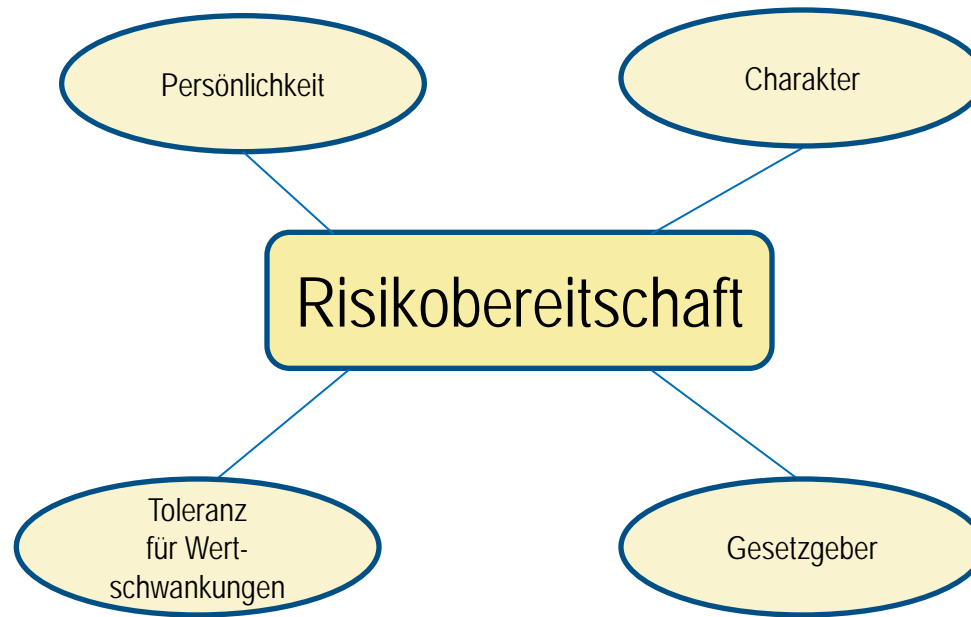 Persönlichkeit
Charakter
Risikobereitschaft
Toleranz
für Wert-
schwankungen
Gesetzgeber